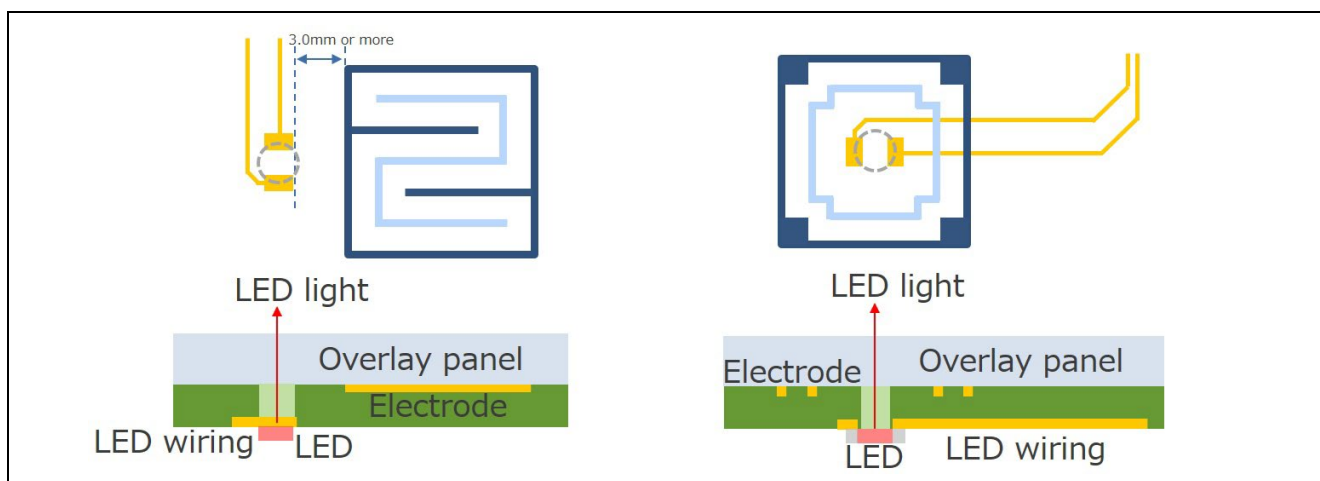 3.0mm or more
LED light
Overlay panel
Electrode
LED wiring
LED
LED light
Electrode
Overlay panel
LED
LED wiring